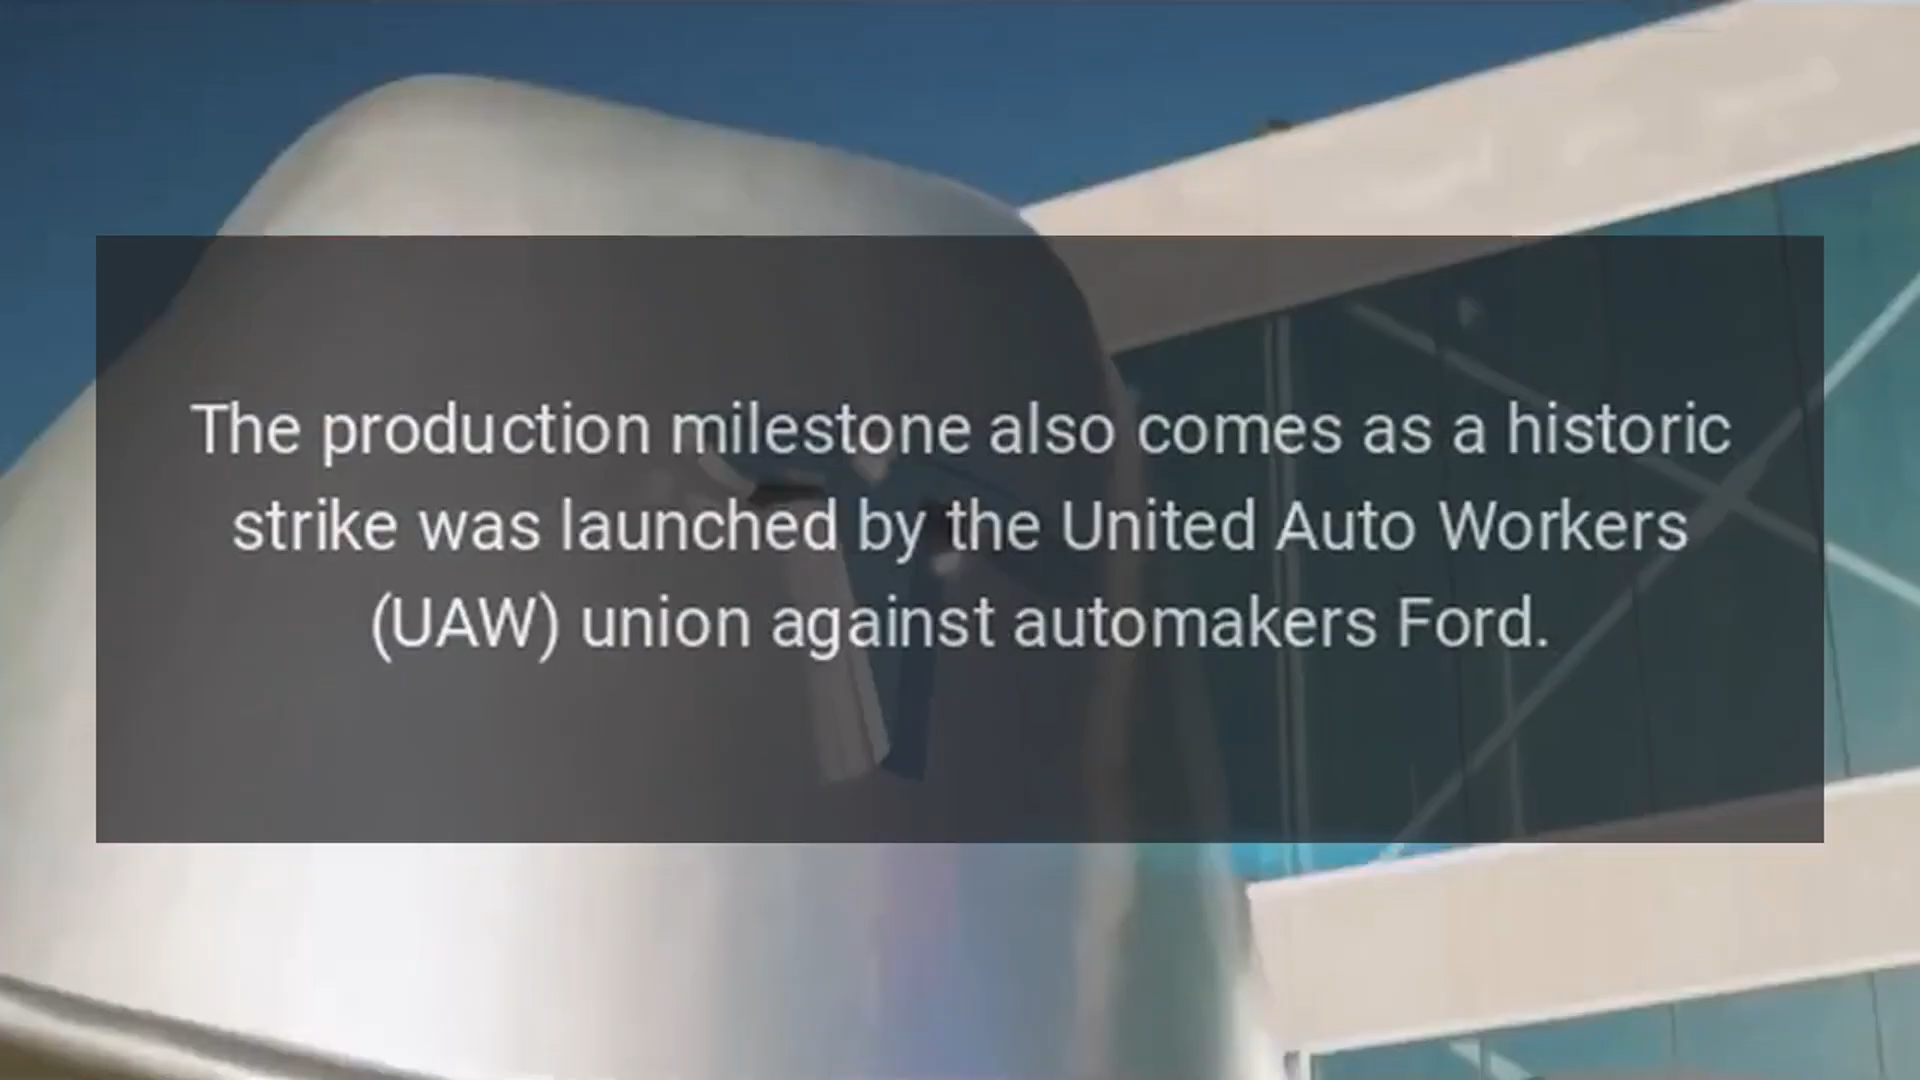 The production milestone also comes as a historic
strike was launched by the United Auto Workers
(UAW) union against automakers Ford.